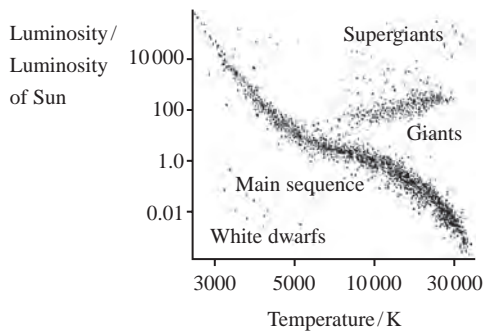 Luminosity/
Luminosity
of Sun
Supergiants
10 000
100
Giants
1.0
Main sequence
0.01
White dwarfs
3000 5000 10 000 30 000
Temperature/K